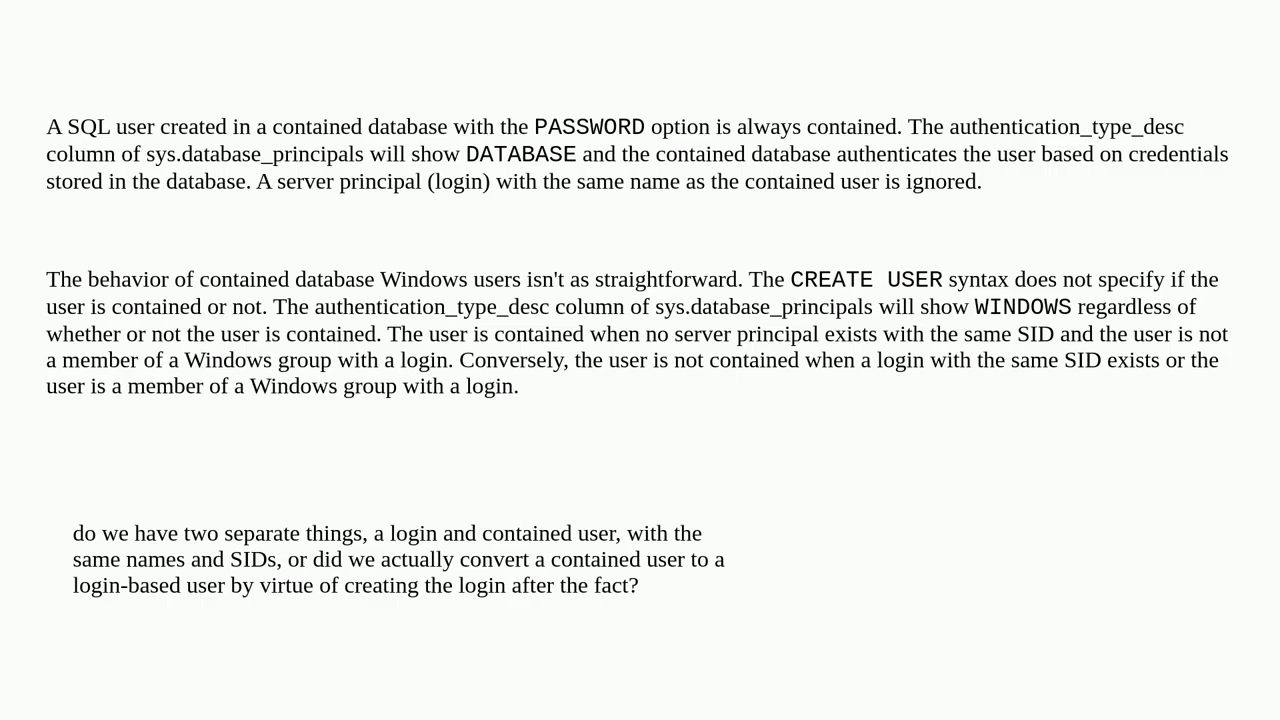 A SQL user created in a contained database with the PASSWORD option is always contained. The authentication_type_desc
column of sys.database_principals will show DATABASE and the contained database authenticates the user based on credentials
stored in the database. A server principal (login) with the same name as the contained user is ignored.
The behavior of contained database Windows users isn't as straightforward. The CREATE USER syntax does not specify if the
user is contained or not. The authentication_type_desc column of sys.database_principals will show WINDOWS regardless of
whether or not the user is contained. The user is contained when no server principal exists with the same SID and the user is not
a member of a Windows group with a login. Conversely, the user is not contained when a login with the same SID exists or the
user is a member of a Windows group with a login.
do we have two separate things, a login and contained user, with the
same names and SIDs, or did we actually convert a contained user to a
login-based user by virtue of creating the login after the fact?